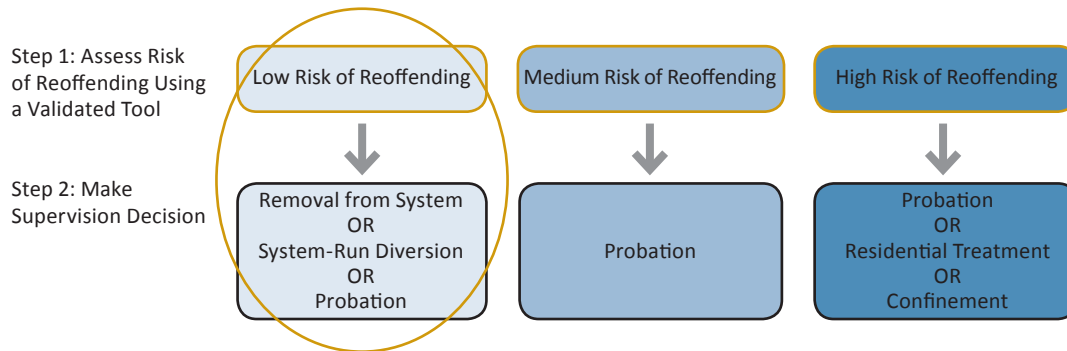 Step 1: Assess Risk
of Reoffending Using
a Validated Tool
Low Risk of Reoffending
Medium Risk of Reoffending
High Risk of Reoffending
Step 2: Make
Supervision Decision
Removal from System
OR
System-Run Diversion
OR
Probation
Probation
Probation
OR
Residential Treatment
OR
Confinement